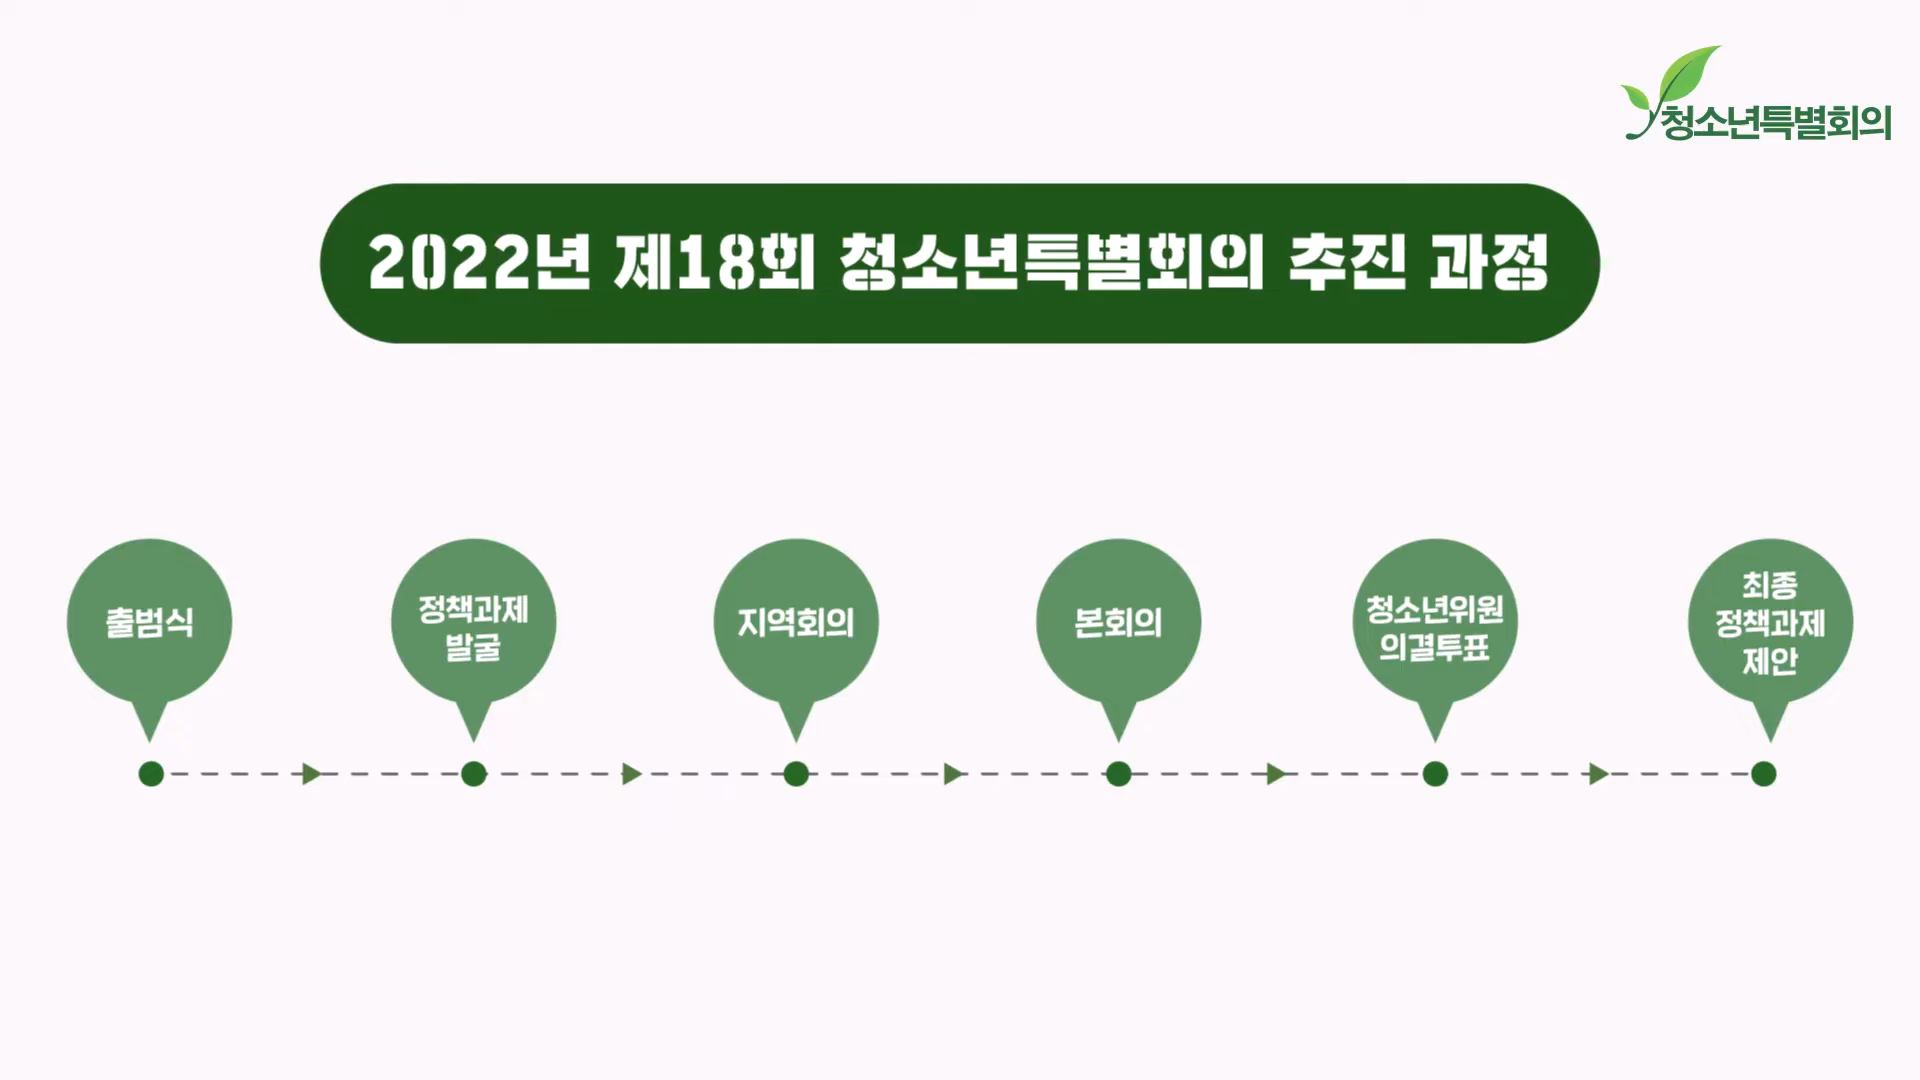 청소년특별회의
2022년 제18회 청소년특별회의 추진 과정
출범식
정책과제
발굴
지역회의
본회의
청소년위원
의결투표
최종
정책과제
제안